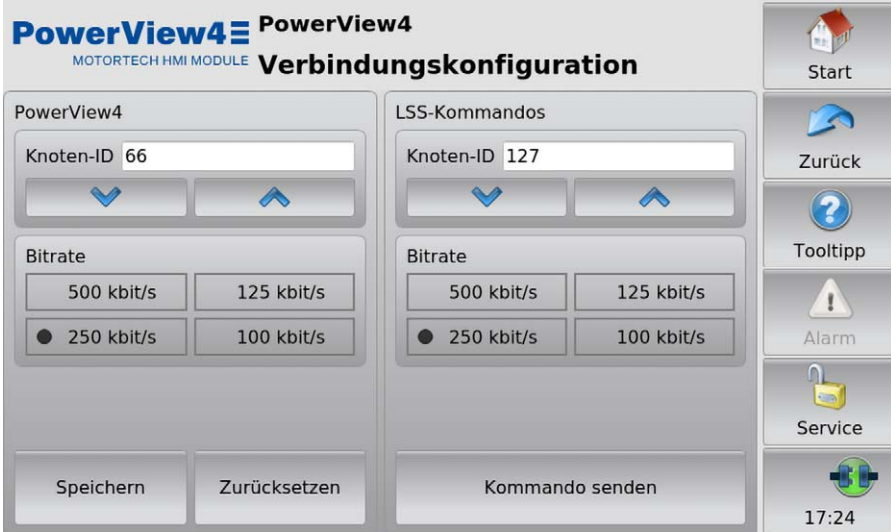 PowerView4
MOTORTECH HMI MODULE
PowerView4
Verbindungskonfiguration
PowerView4
Knoten-ID 66
Bitrate
500 kbit/s 125 kbit/s
250 kbit/s 100 kbit/s
Speichern Zurücksetzen
LSS-Kommandos
Knoten-ID 127
Bitrate
500 kbit/s 125 kbit/s
250 kbit/s 100 kbit/s
Kommando senden
Start
Zurück
Tooltipp
Alarm
Service
17:24